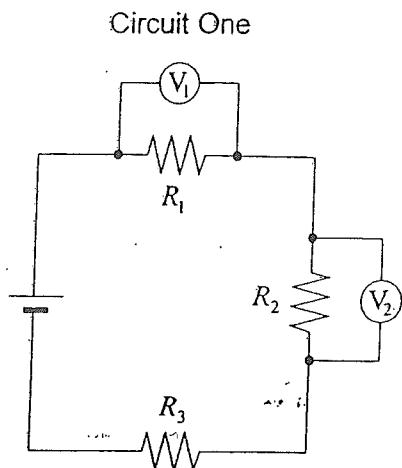 Circuit One
V₁
R₁
R₂
V₂
R₃